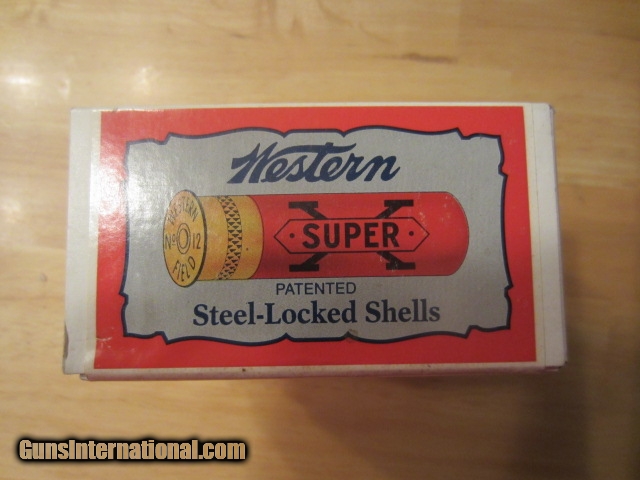 Western
WESTERN
No 12
FIELD
SUPER
X
PATENTED
Steel-Locked Shells
GunsInternational.com